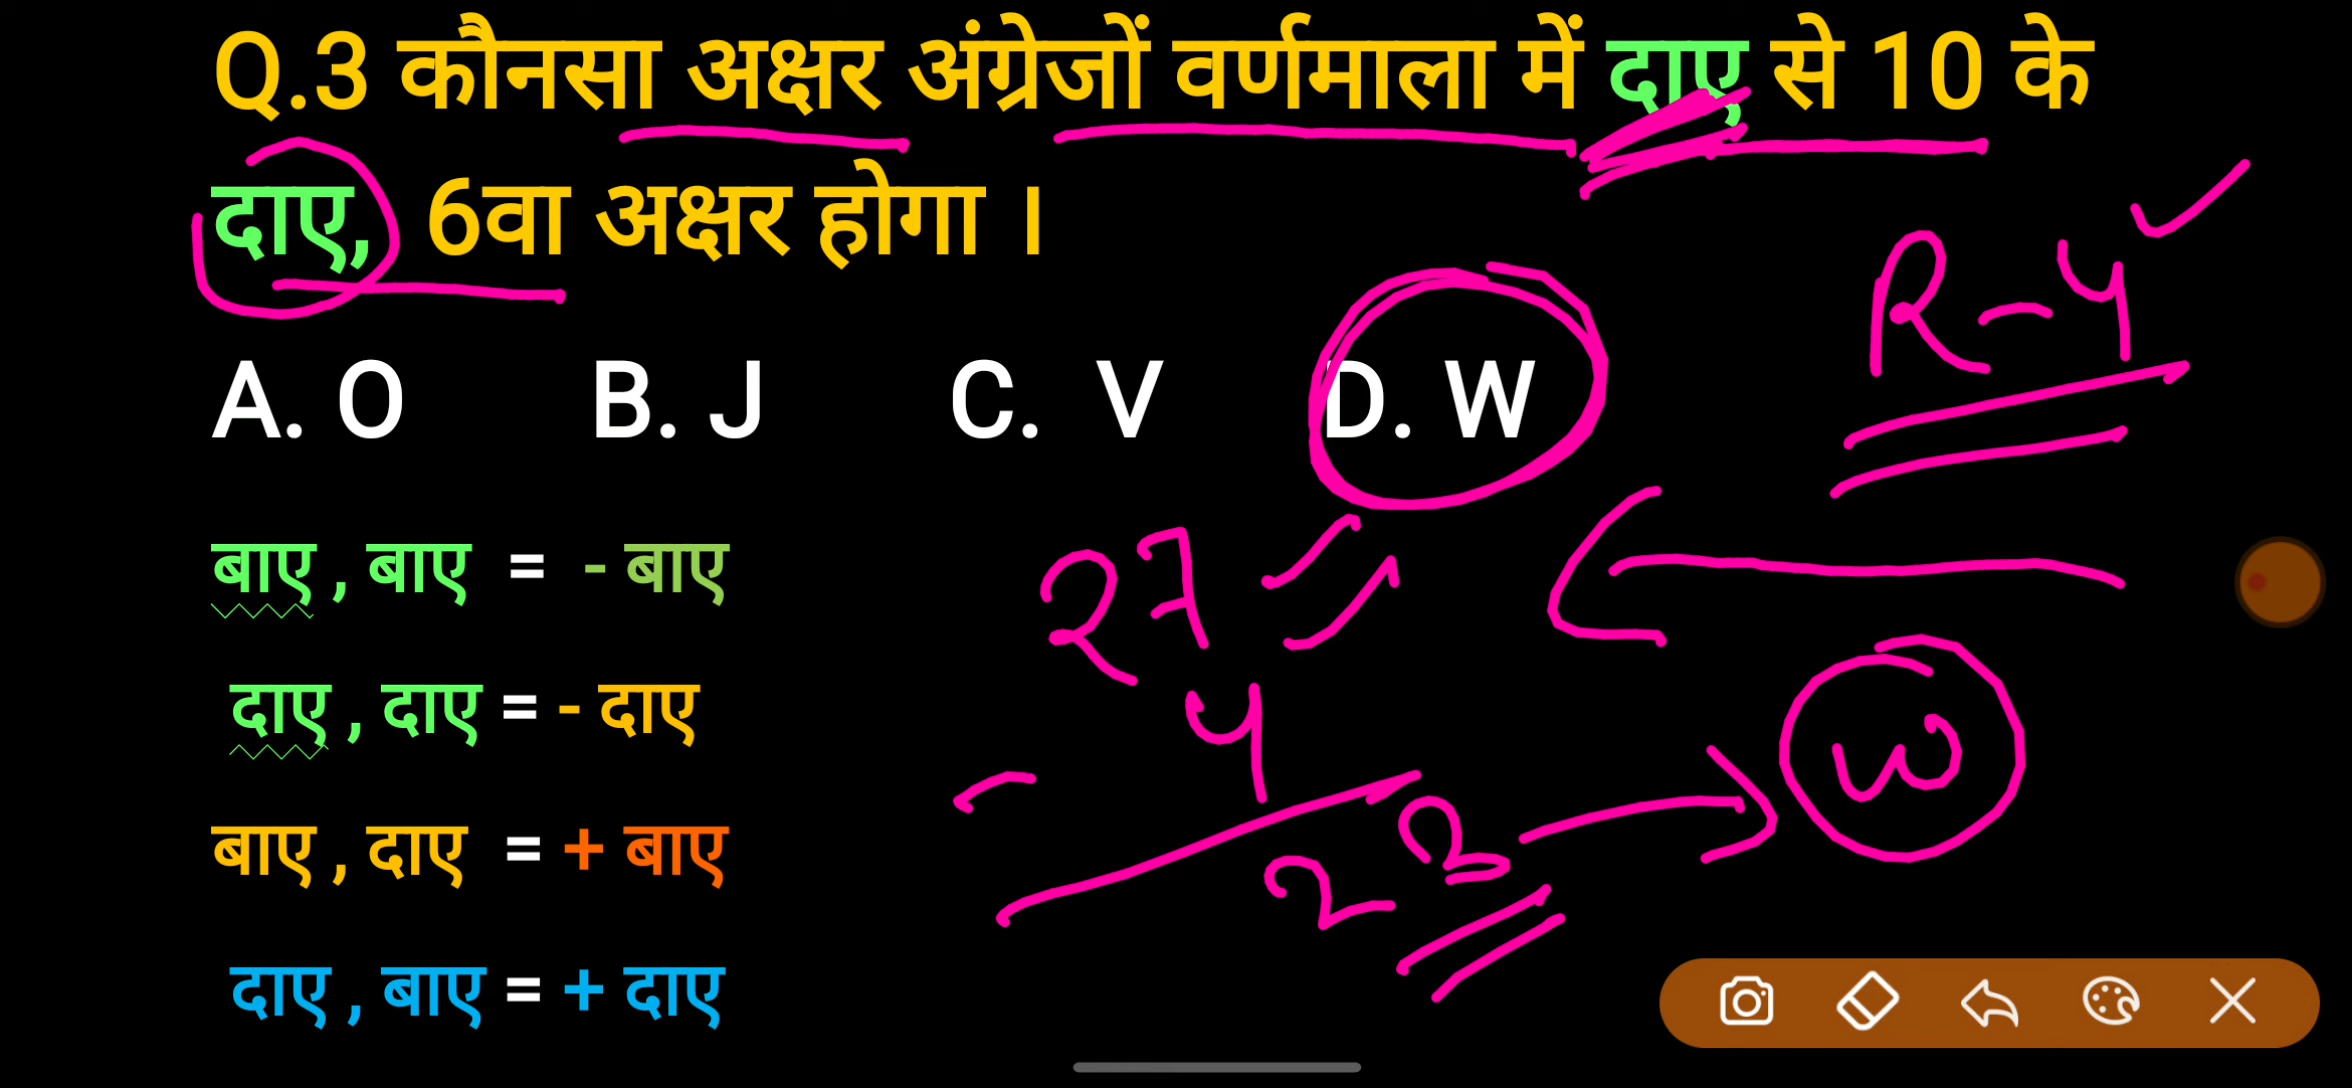 Q.3 कौनसा अक्षर अंग्रेजों वर्णमाला में दाए से 10 के
दाए, 6वा अक्षर होगा ।
R-4
A. O B. J C. V D. W
बाए , बाए = - बाए
दाए , दाए = - दाए
बाए , दाए = + बाए
दाए , बाए = + दाए
27
- 4
23
W